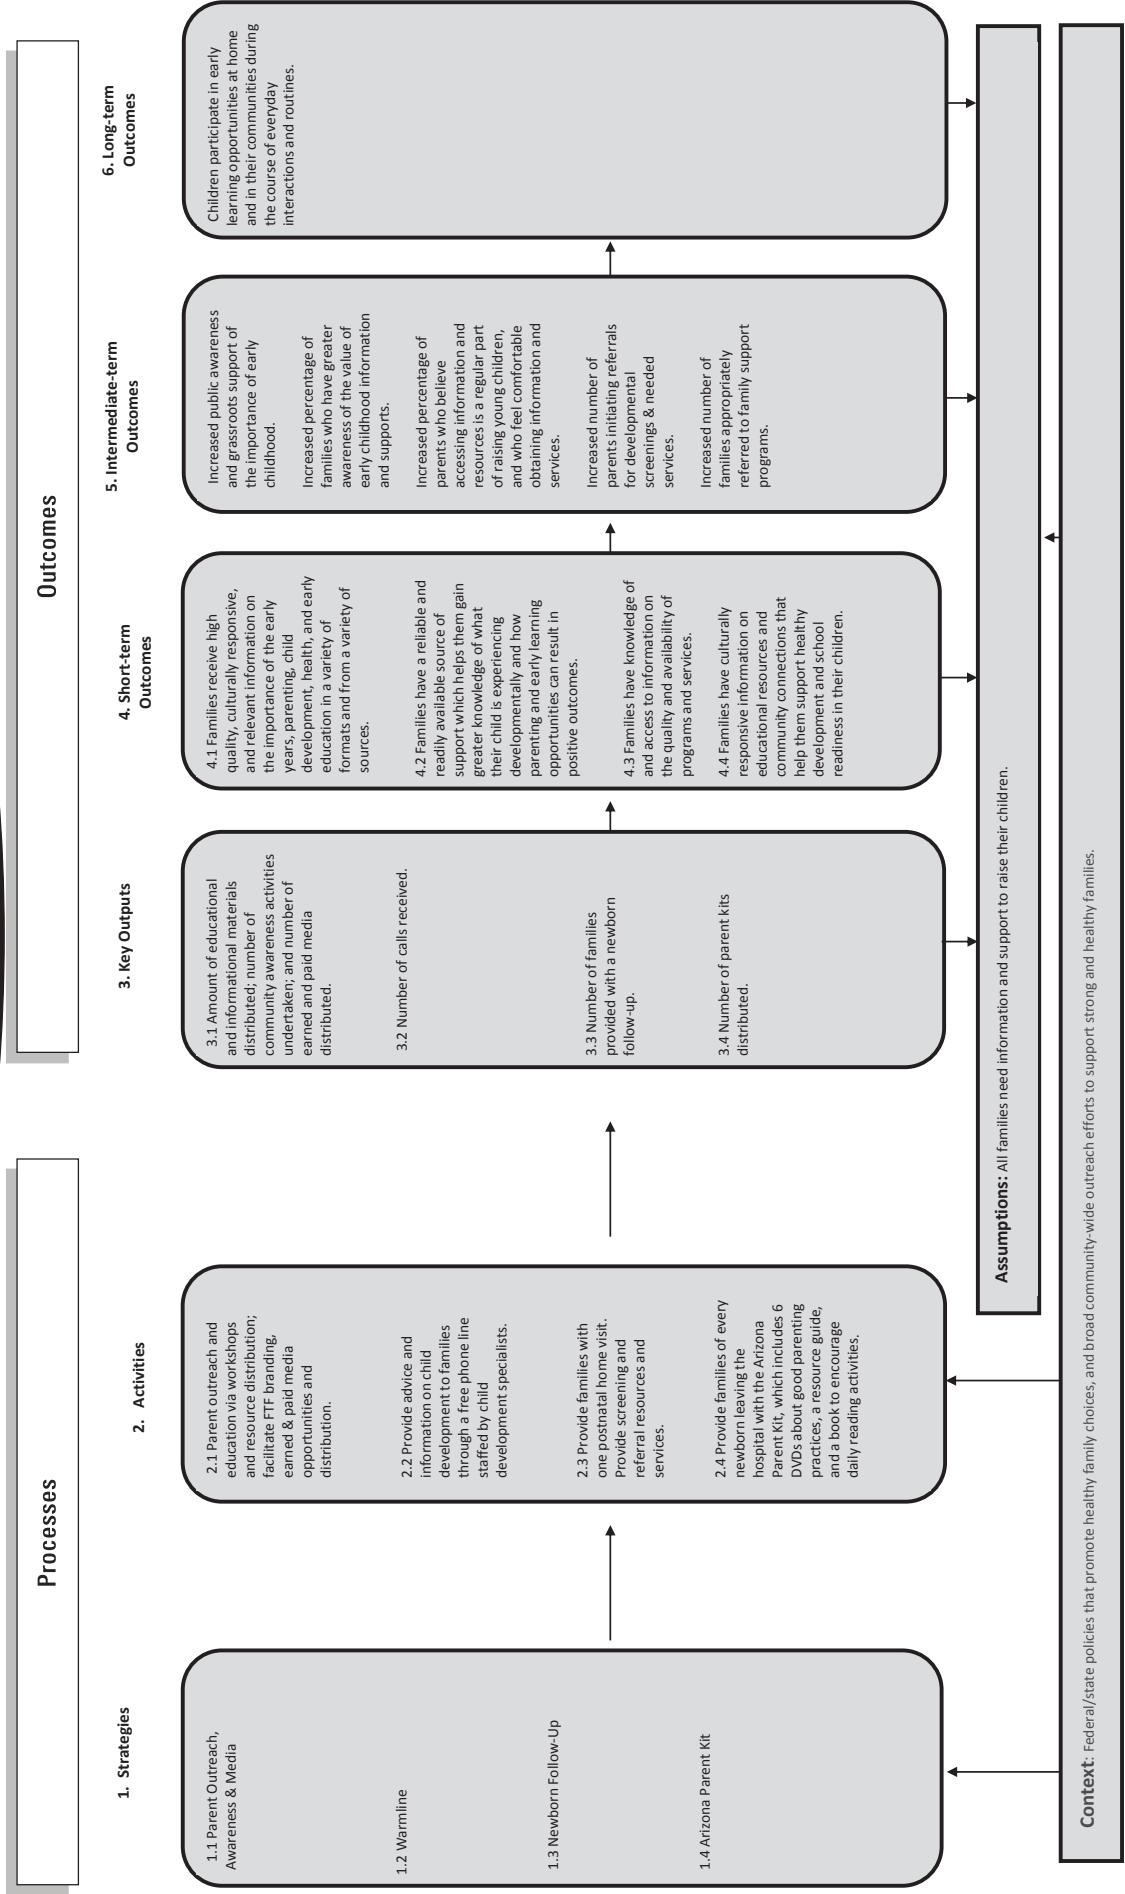 Processes
Outcomes
1. Strategies
1.1 Parent Outreach,
Awareness & Media
1.2 Warmline
1.3 Newborn Follow-Up
1.4 Arizona Parent Kit
2. Activities
2.1 Parent outreach and
education via workshops
and resource distribution;
facilitate FTF branding,
earned & paid media
opportunities and
distribution.
2.2 Provide advice and
information on child
development to families
through a free phone line
staffed by child
development specialists.
2.3 Provide families with
one postnatal home visit.
Provide screening and
referral resources and
services.
2.4 Provide families of every
newborn leaving the
hospital with the Arizona
Parent Kit, which includes 6
DVDs about good parenting
practices, a resource guide,
and a book to encourage
daily reading activities.
3. Key Outputs
3.1 Amount of educational
and informational materials
distributed; number of
community awareness activities
undertaken; and number of
earned and paid media
distributed.
3.2 Number of calls received.
3.3 Number of families
provided with a newborn
follow-up.
3.4 Number of parent kits
distributed.
4. Short-term
Outcomes
4.1 Families receive high
quality, culturally responsive,
and relevant information on
the importance of the early
years, parenting, child
development, health, and early
education in a variety of
formats and from a variety of
sources.
4.2 Families have a reliable and
readily available source of
support which helps them gain
greater knowledge of what
their child is experiencing
developmentally and how
parenting and early learning
opportunities can result in
positive outcomes.
4.3 Families have knowledge of
and access to information on
the quality and availability of
programs and services.
4.4 Families have culturally
responsive information on
educational resources and
community connections that
help them support healthy
development and school
readiness in their children.
5. Intermediate-term
Outcomes
Increased public awareness
and grassroots support of
the importance of early
childhood.
Increased percentage of
families who have greater
awareness of the value of
early childhood information
and supports.
Increased percentage of
parents who believe
accessing information and
resources is a regular part
of raising young children,
and who feel comfortable
obtaining information and
services.
Increased number of
parents initiating referrals
for developmental
screenings & needed
services.
Increased number of
families appropriately
referred to family support
programs.
6. Long-term
Outcomes
Children participate in early
learning opportunities at home
and in their communities during
the course of everyday
interactions and routines.
Assumptions: All families need information and support to raise their children.
Context: Federal/state policies that promote healthy family choices, and broad community-wide outreach efforts to support strong and healthy families.